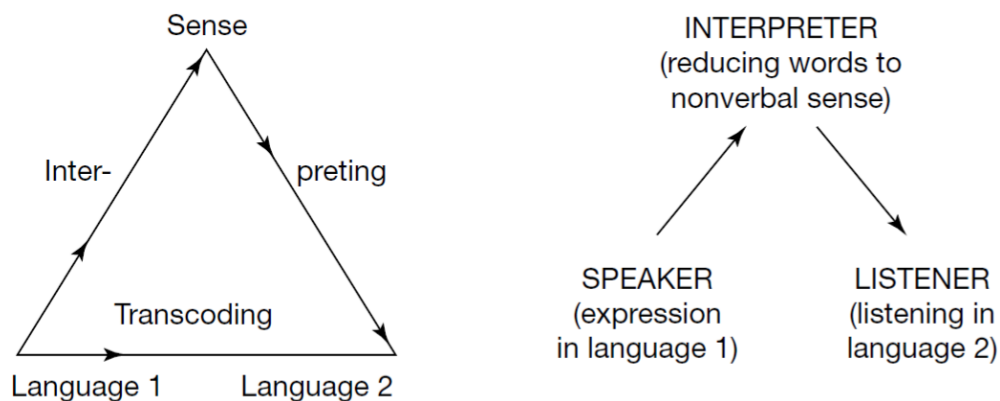 Sense
Inter-
preting
Transcoding
Language 1
Language 2
INTERPRETER
(reducing words to
nonverbal sense)
SPEAKER
(expression
in language 1)
LISTENER
(listening in
language 2)